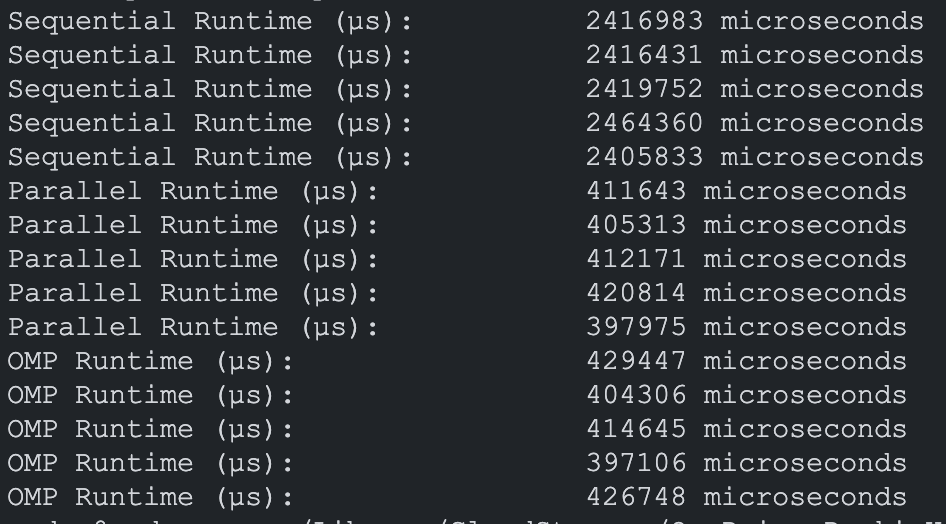 Sequential Runtime (µs): 2416983 microseconds
Sequential Runtime (µs): 2416431 microseconds
Sequential Runtime (µs): 2419752 microseconds
Sequential Runtime (µs): 2464360 microseconds
Sequential Runtime (µs): 2405833 microseconds
Parallel Runtime (µs): 411643 microseconds
Parallel Runtime (µs): 405313 microseconds
Parallel Runtime (µs): 412171 microseconds
Parallel Runtime (µs): 420814 microseconds
Parallel Runtime (µs): 397975 microseconds
OMP Runtime (µs): 429447 microseconds
OMP Runtime (µs): 404306 microseconds
OMP Runtime (µs): 414645 microseconds
OMP Runtime (µs): 397106 microseconds
OMP Runtime (µs): 426748 microseconds